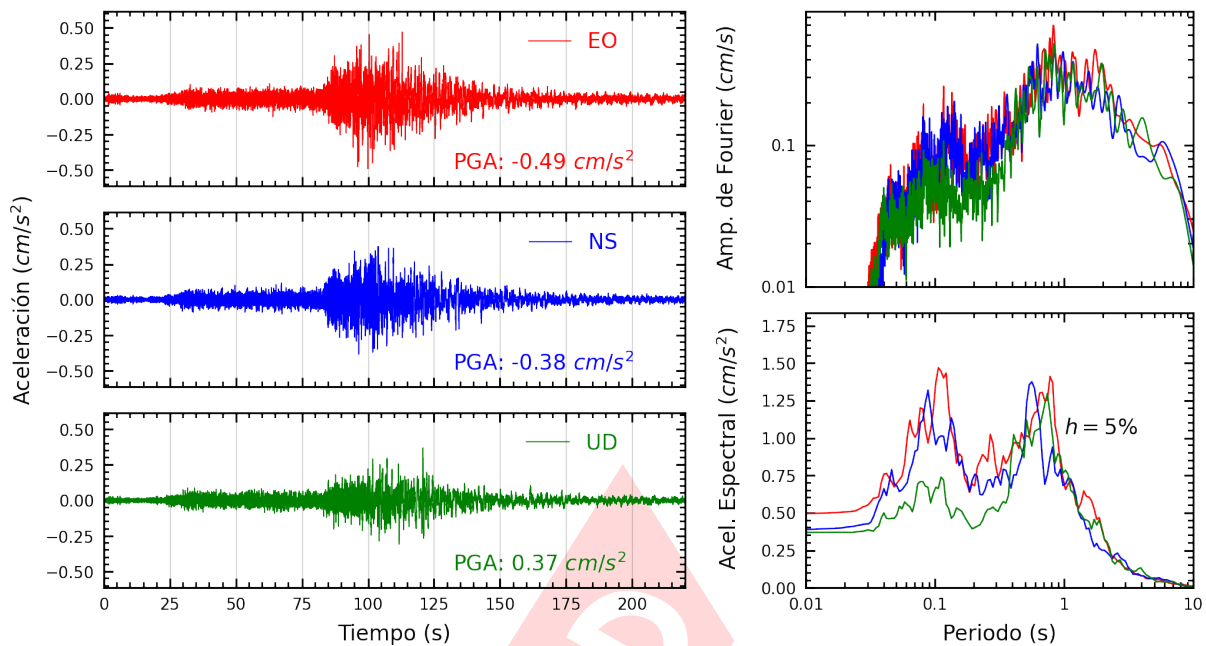 Aceleración (cm/s²)
0.50
0.25
0.00
−0.25
−0.50
EO
PGA: -0.49 cm/s²
0.50
0.25
0.00
−0.25
−0.50
NS
PGA: -0.38 cm/s²
0.50
0.25
0.00
−0.25
−0.50
UD
PGA: 0.37 cm/s²
0 25 50 75 100 125 150 175 200
Tiempo (s)
Amp. de Fourier (cm/s)
0.1
0.01
Acel. Espectral (cm/s²)
1.75
1.50
1.25
1.00
0.75
0.50
0.25
0.00
h = 5%
0.01 0.1 1 10
Periodo (s)